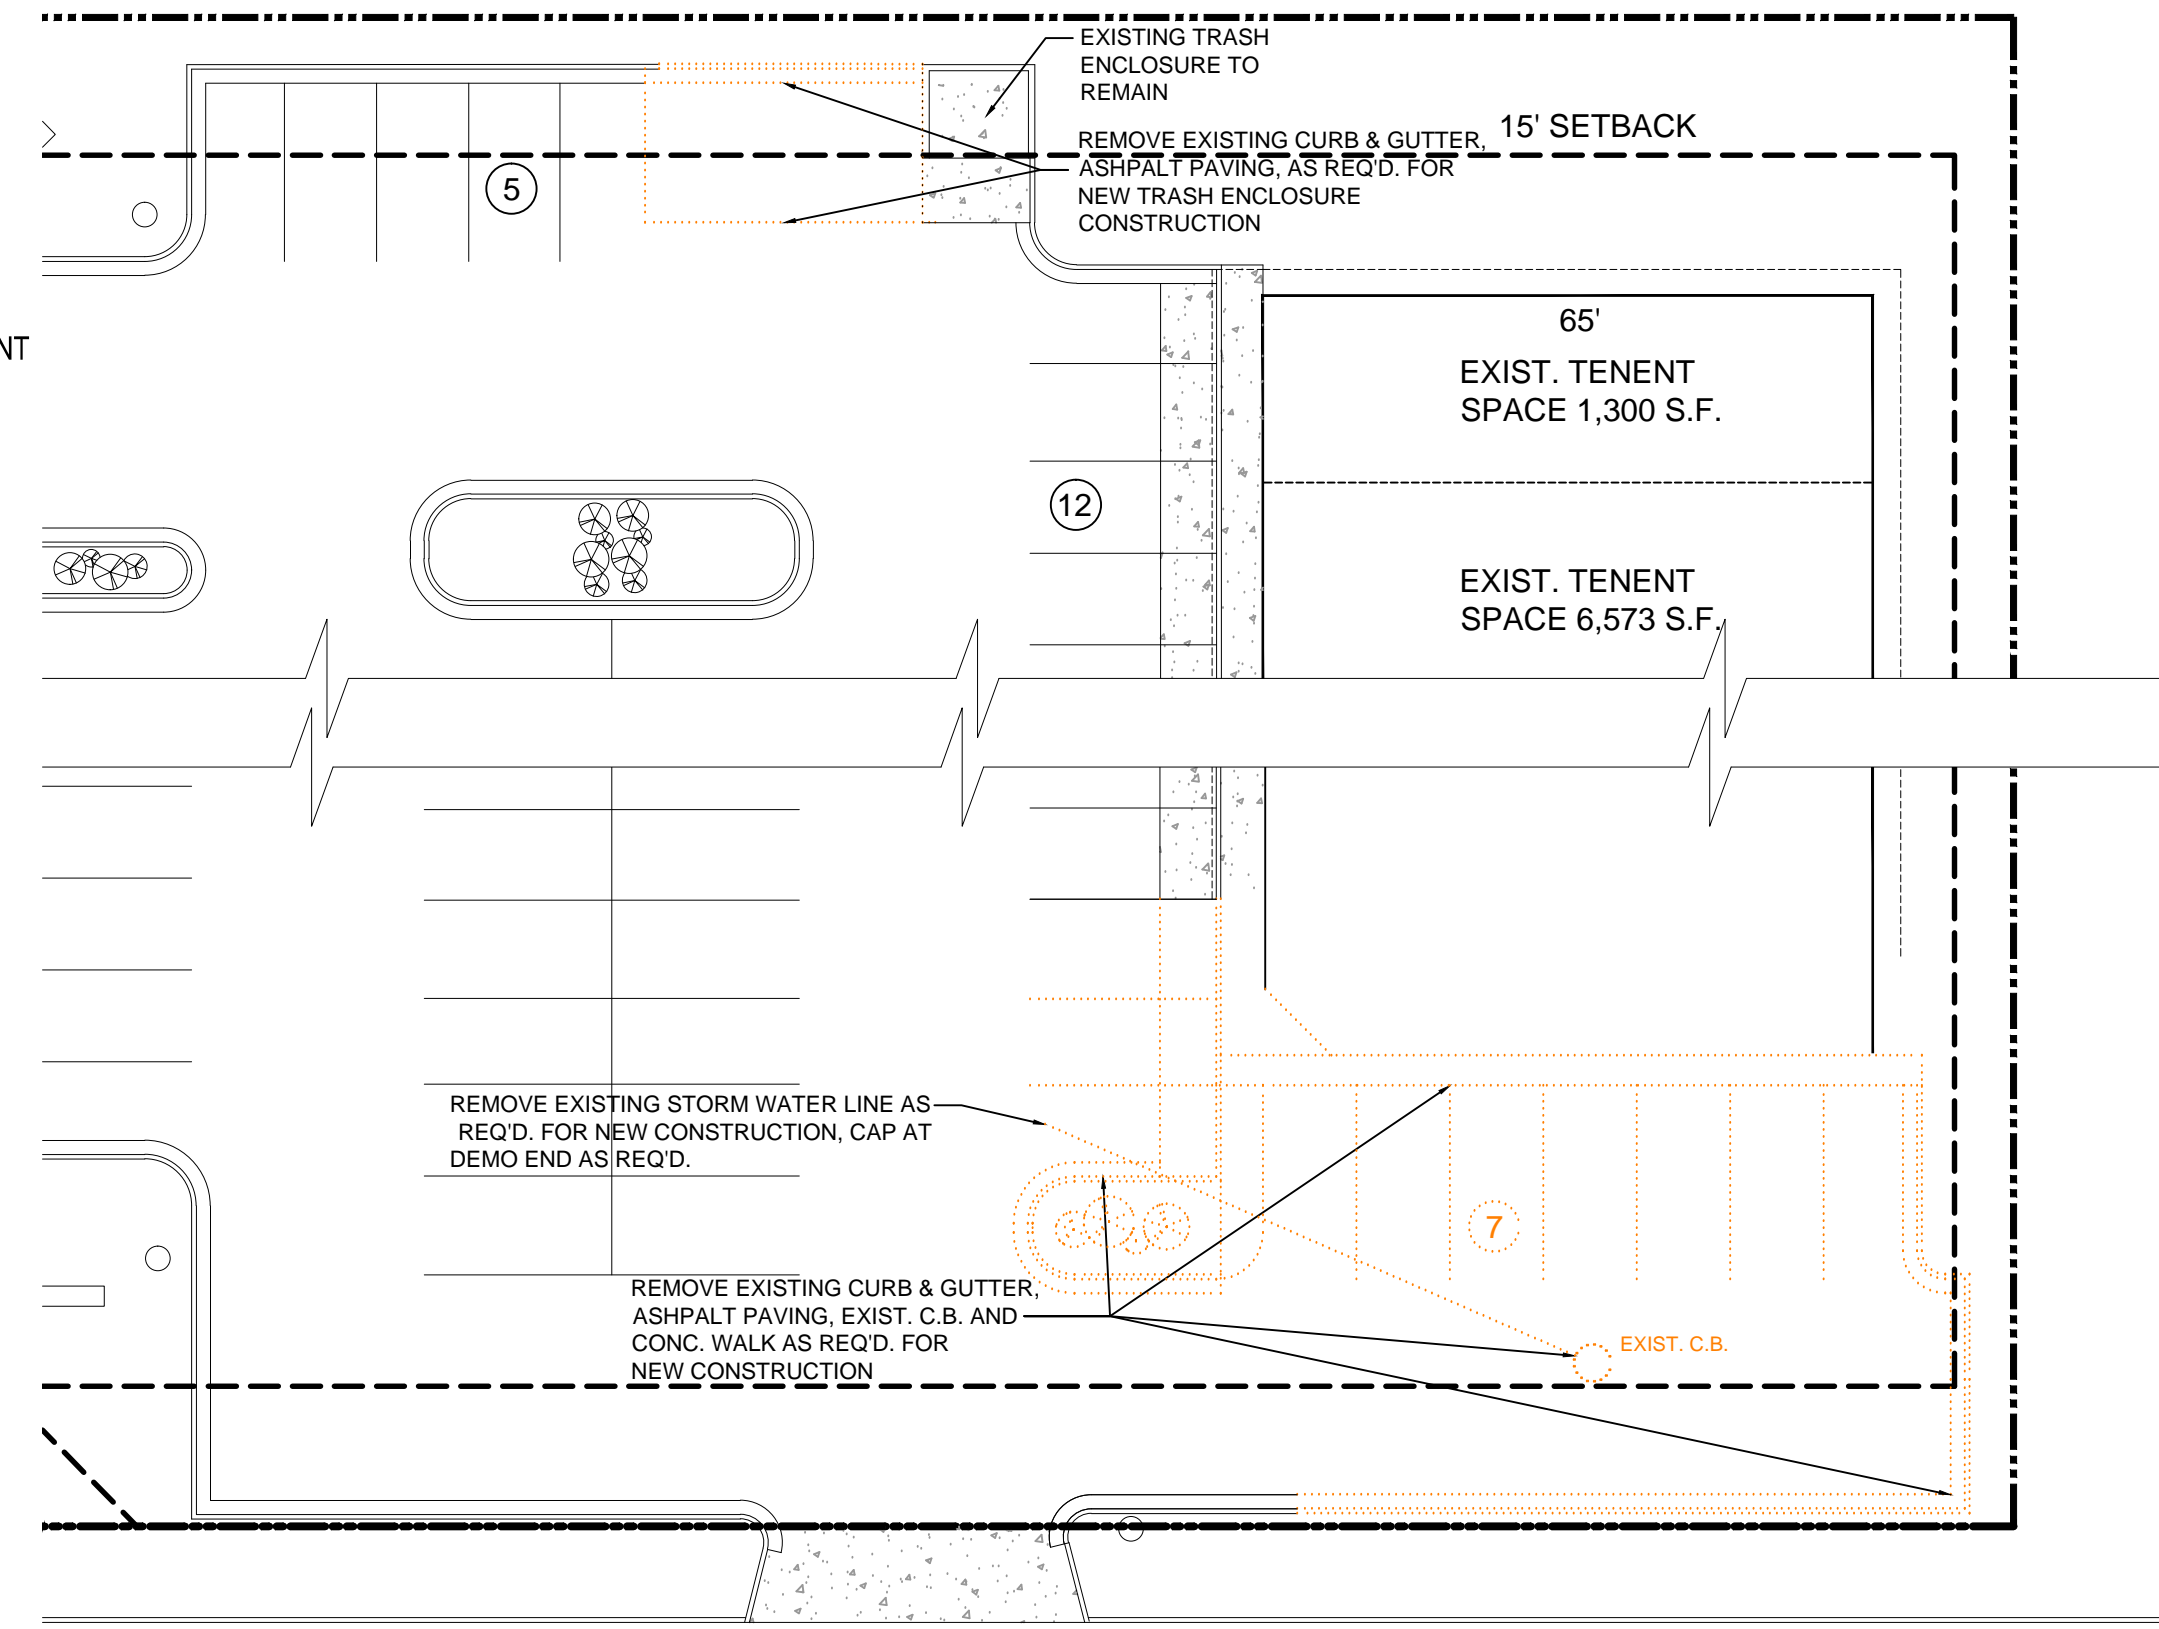 EXISTING TRASH
ENCLOSURE TO
REMAIN
15' SETBACK
REMOVE EXISTING CURB & GUTTER,
ASHPALT PAVING, AS REQ'D. FOR
NEW TRASH ENCLOSURE
CONSTRUCTION
5
NT
65'
EXIST. TENENT
SPACE 1,300 S.F.
12
EXIST. TENENT
SPACE 6,573 S.F.
REMOVE EXISTING STORM WATER LINE AS
REQ'D. FOR NEW CONSTRUCTION, CAP AT
DEMO END AS REQ'D.
7
REMOVE EXISTING CURB & GUTTER,
ASHPALT PAVING, EXIST. C.B. AND
CONC. WALK AS REQ'D. FOR
NEW CONSTRUCTION
EXIST. C.B.